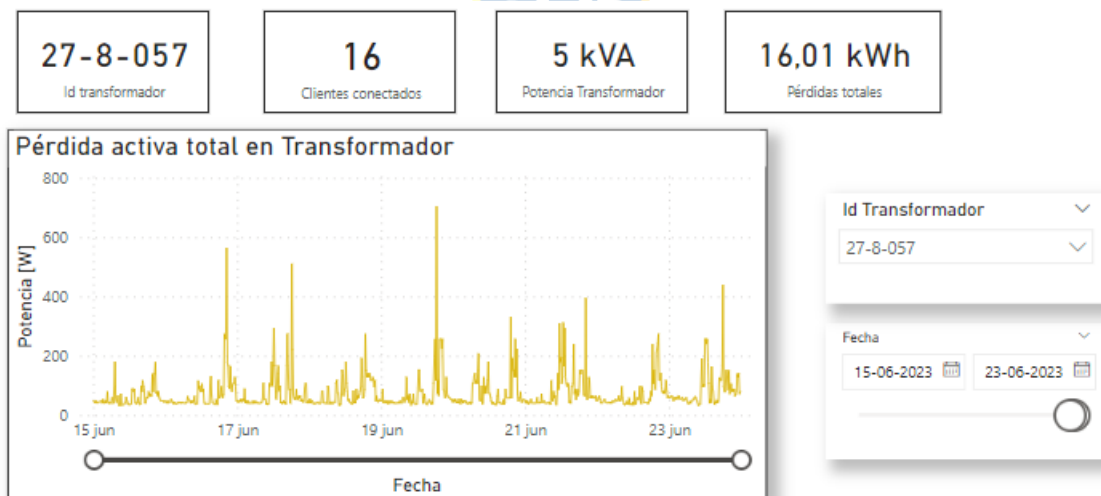 27-8-057
Id transformador
16
Clientes conectados
5 kVA
Potencia Transformador
16,01 kWh
Pérdidas totales
Pérdida activa total en Transformador
800
600
400
200
0
Potencia [W]
15 jun
17 jun
19 jun
21 jun
23 jun
Fecha
Id Transformador
27-8-057
Fecha
15-06-2023
23-06-2023